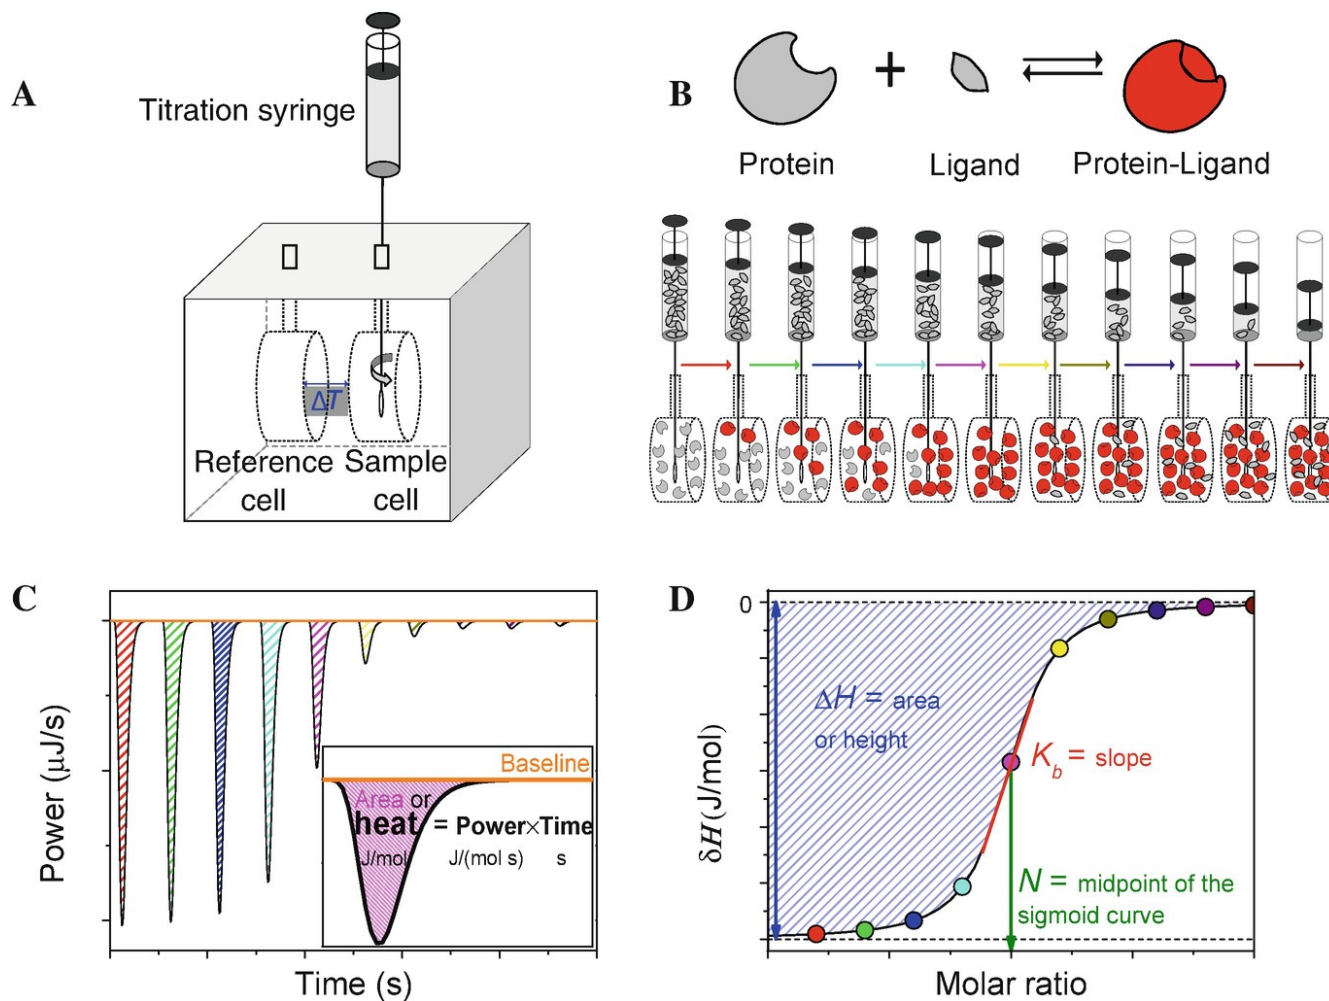 A
Titration syringe
ΔT
Reference Sample
cell cell
B
Protein
Ligand
Protein-Ligand
C
Power (μJ/s)
Time (s)
Baseline
Area or
heat = Power×Time
J/mol J/(mol s) s
D
0
δH (J/mol)
ΔH = area
or height
K_b = slope
N = midpoint of the
sigmoid curve
Molar ratio